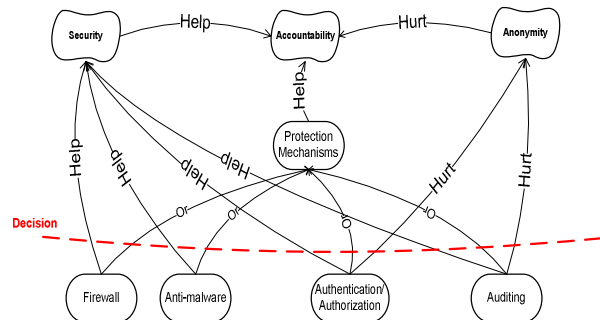 Security
Help
Accountability
Hurt
Anonymity
Help
Protection
Mechanisms
Help
Help
Help
Help
Hurt
Hurt
Or
Or
Or
Or
Decision
Firewall
Anti-malware
Authentication/
Authorization
Auditing